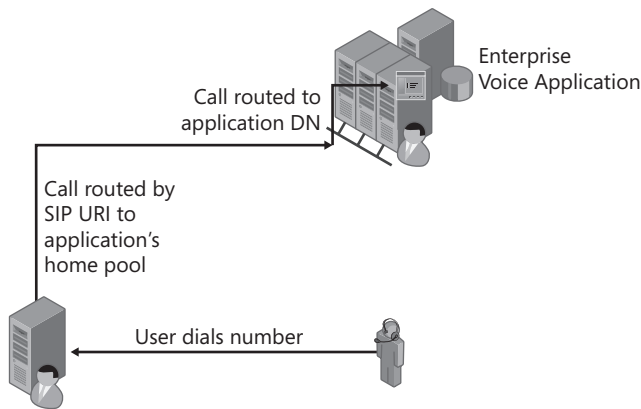 Enterprise
Voice Application
Call routed to
application DN
Call routed by
SIP URI to
application's
home pool
User dials number